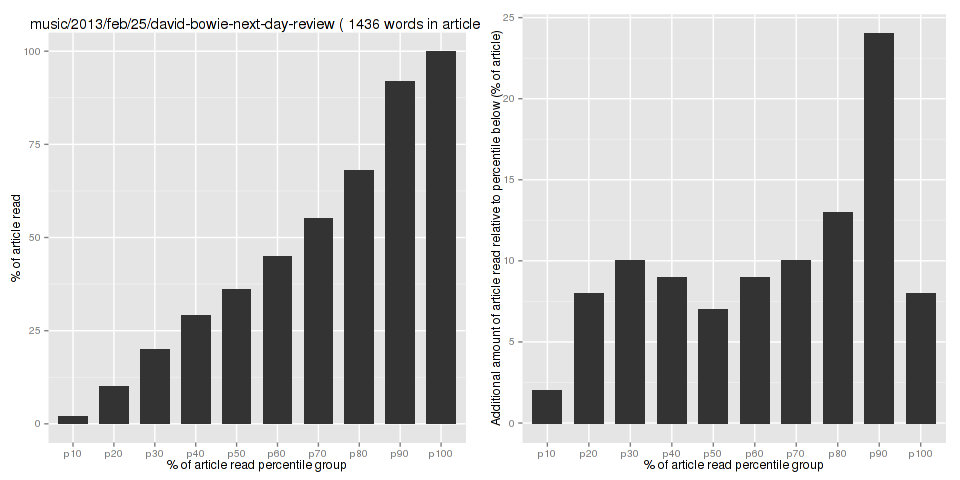 music/2013/feb/25/david-bowie-next-day-review ( 1436 words in article
% of article read
100
75
50
25
0
p10 p20 p30 p40 p50 p60 p70 p80 p90 p100
% of article read percentile group
Additional amount of article read relative to percentile below (% of article)
25
20
15
10
5
0
p10 p20 p30 p40 p50 p60 p70 p80 p90 p100
% of article read percentile group